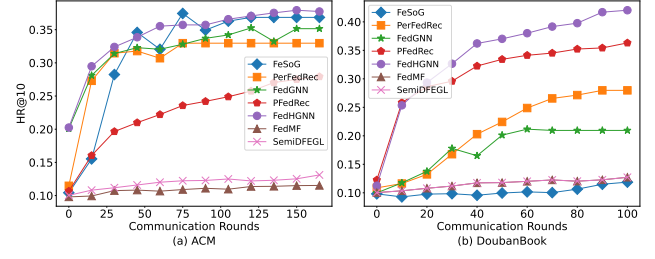 HR@10
0.35
0.30
0.25
0.20
0.15
0.10
FeSoG
PerFedRec
FedGNN
PFedRec
FedHGNN
FedMF
SemiDFEGL
0 25 50 75 100 125 150
Communication Rounds
(a) ACM
0.40
0.35
0.30
0.25
0.20
0.15
0.10
FeSoG
PerFedRec
FedGNN
PFedRec
FedHGNN
FedMF
SemiDFEGL
0 20 40 60 80 100
Communication Rounds
(b) DoubanBook